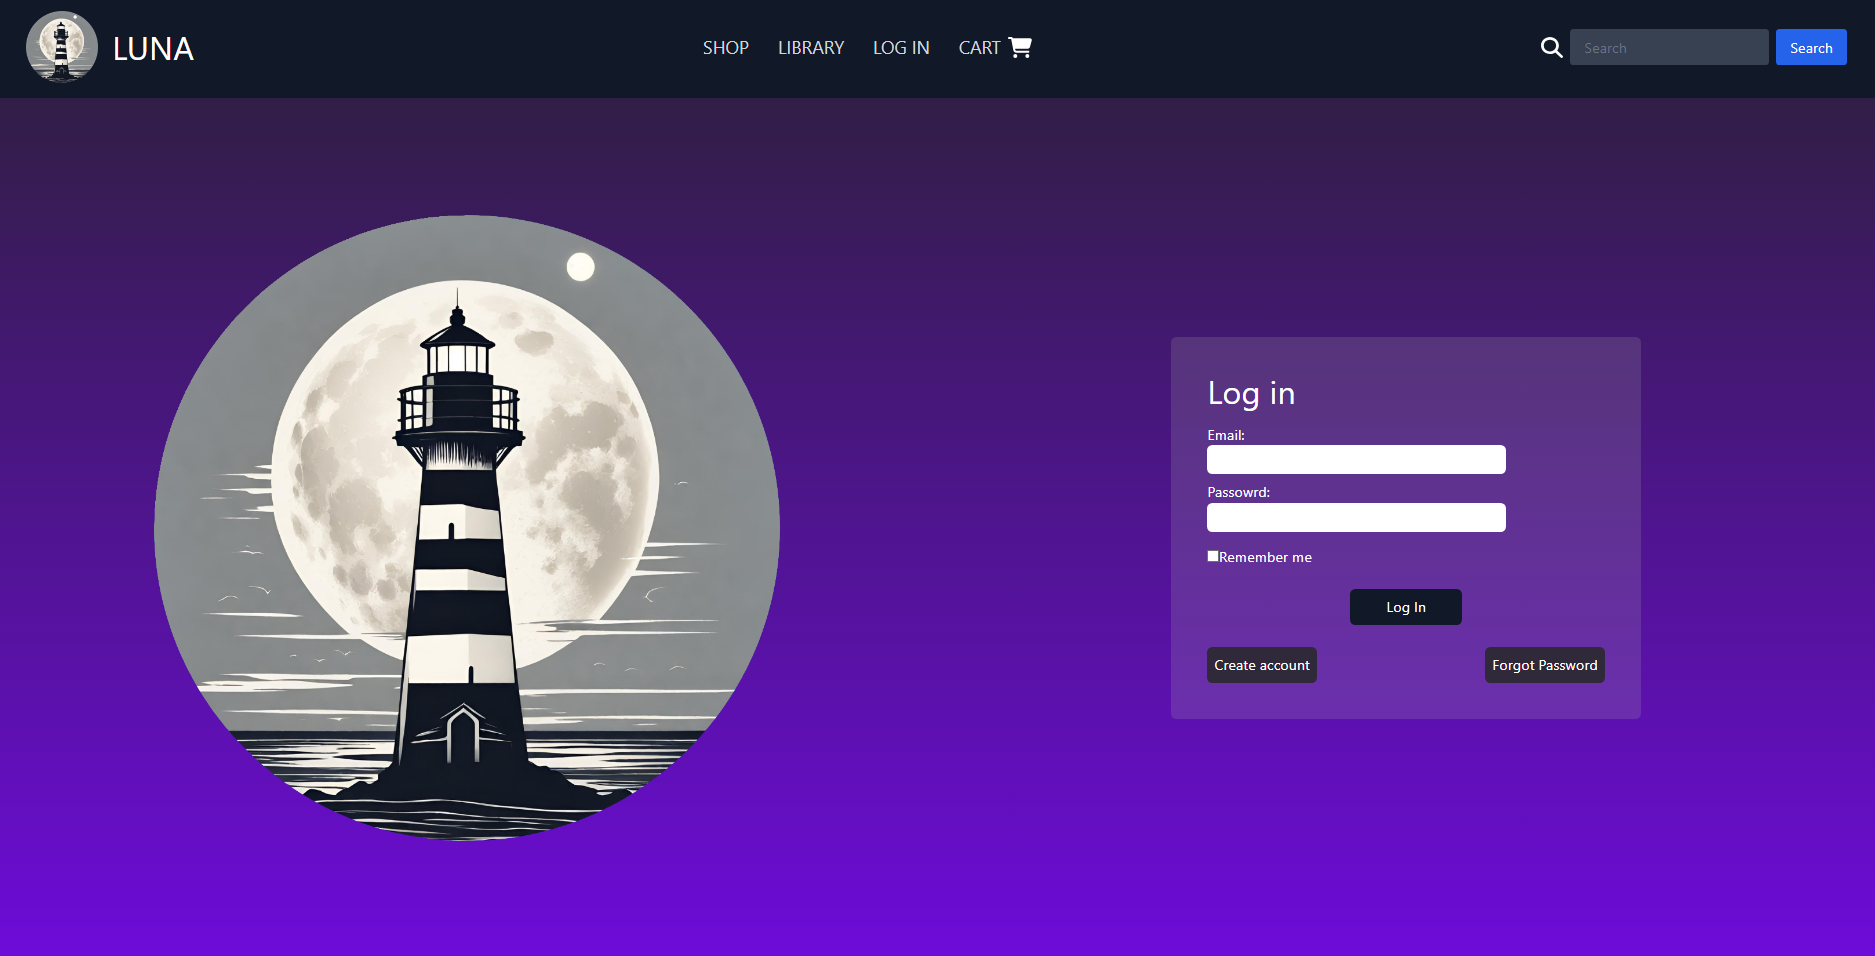 LUNA
SHOP LIBRARY LOG IN CART
Search Search
Log in
Email:
Passowrd:
Remember me
Log In
Create account Forgot Password